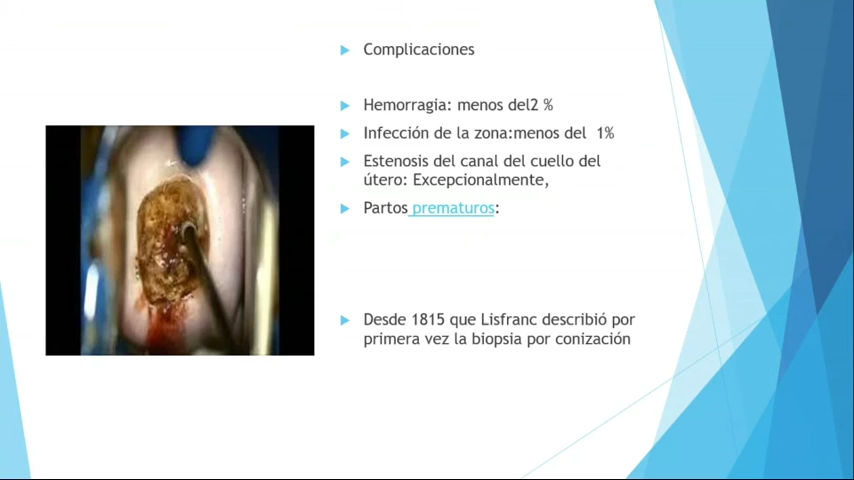 Complicaciones
Hemorragia: menos del2 %
Infección de la zona:menos del 1%
Estenosis del canal del cuello del
útero: Excepcionalmente,
Partos prematuros:
Desde 1815 que Lisfranc describió por
primera vez la biopsia por conización